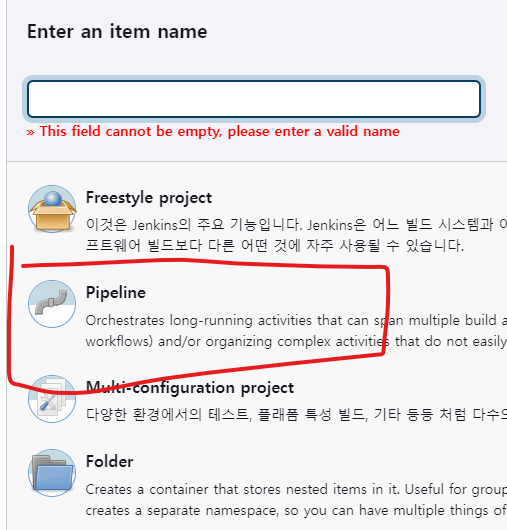 Enter an item name
» This field cannot be empty, please enter a valid name
Freestyle project
이것은 Jenkins의 주요 기능입니다. Jenkins은 어느 빌드 시스템과 어
프트웨어 빌드보다 다른 어떤 것에 자주 사용될 수 있습니다.
Pipeline
Orchestrates long-running activities that can span multiple build a
workflows) and/or organizing complex activities that do not easily
Multi-configuration project
다양한 환경에서의 테스트, 플래폼 특성 빌드, 기타 등등 처럼 다수으
Folder
Creates a container that stores nested items in it. Useful for group
creates a separate namespace, so you can have multiple things of